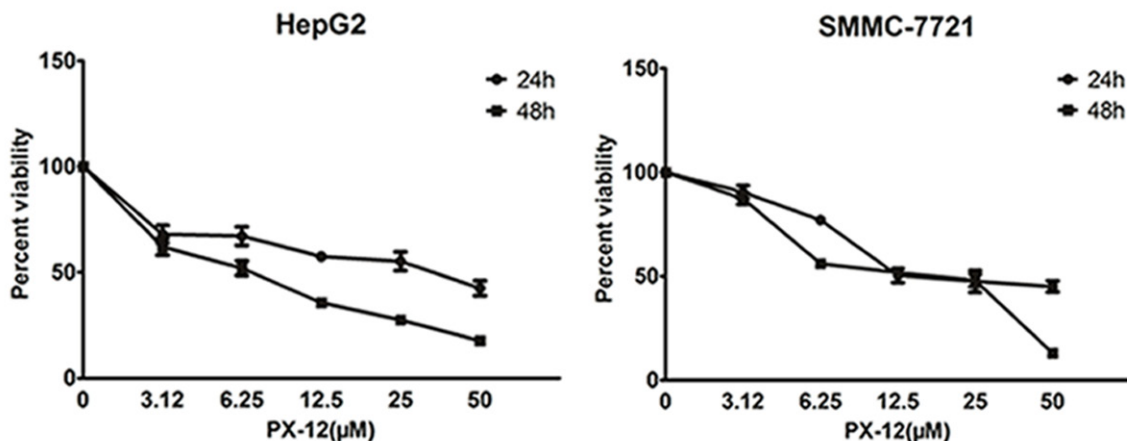 HepG2
150
100
50
0
Percent viability
24h
48h
0 3.12 6.25 12.5 25 50
PX-12(µM)
SMMC-7721
150
100
50
0
Percent viability
24h
48h
0 3.12 6.25 12.5 25 50
PX-12(µM)